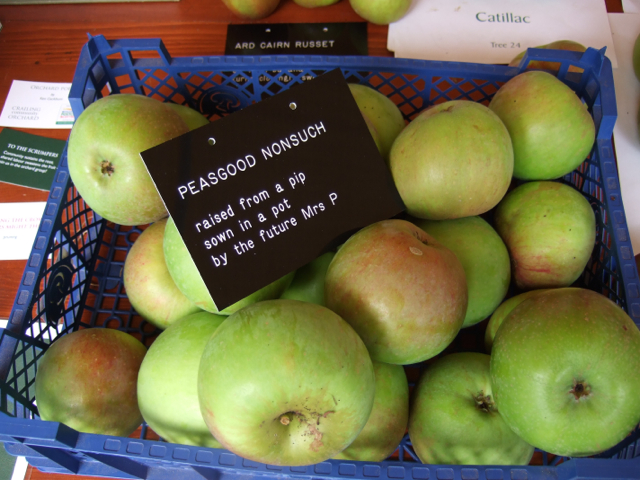 Catillac
Tree 24
ARD CAIRN RUSSET
PEASGOOD NONSUCH
raised from a pip
sown in a pot
by the future Mrs P
ORCHARD
TO THE SCRUMPERS